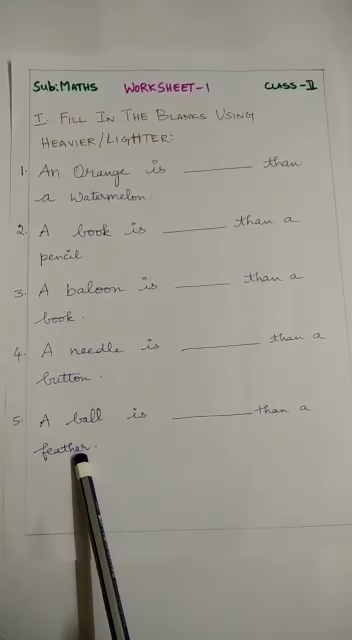 Sub: MATHS WORKSHEET-1 CLASS-II
I. FILL IN THE BLANKS USING
HEAVIER/LIGHTER:
1. An Orange is ________ than
a watermelon.
2. A book is ________ than a
pencil
3. A baloon is ________ than a
book.
4. A needle is ________ than a
button.
5. A ball is ________ than a
feather.